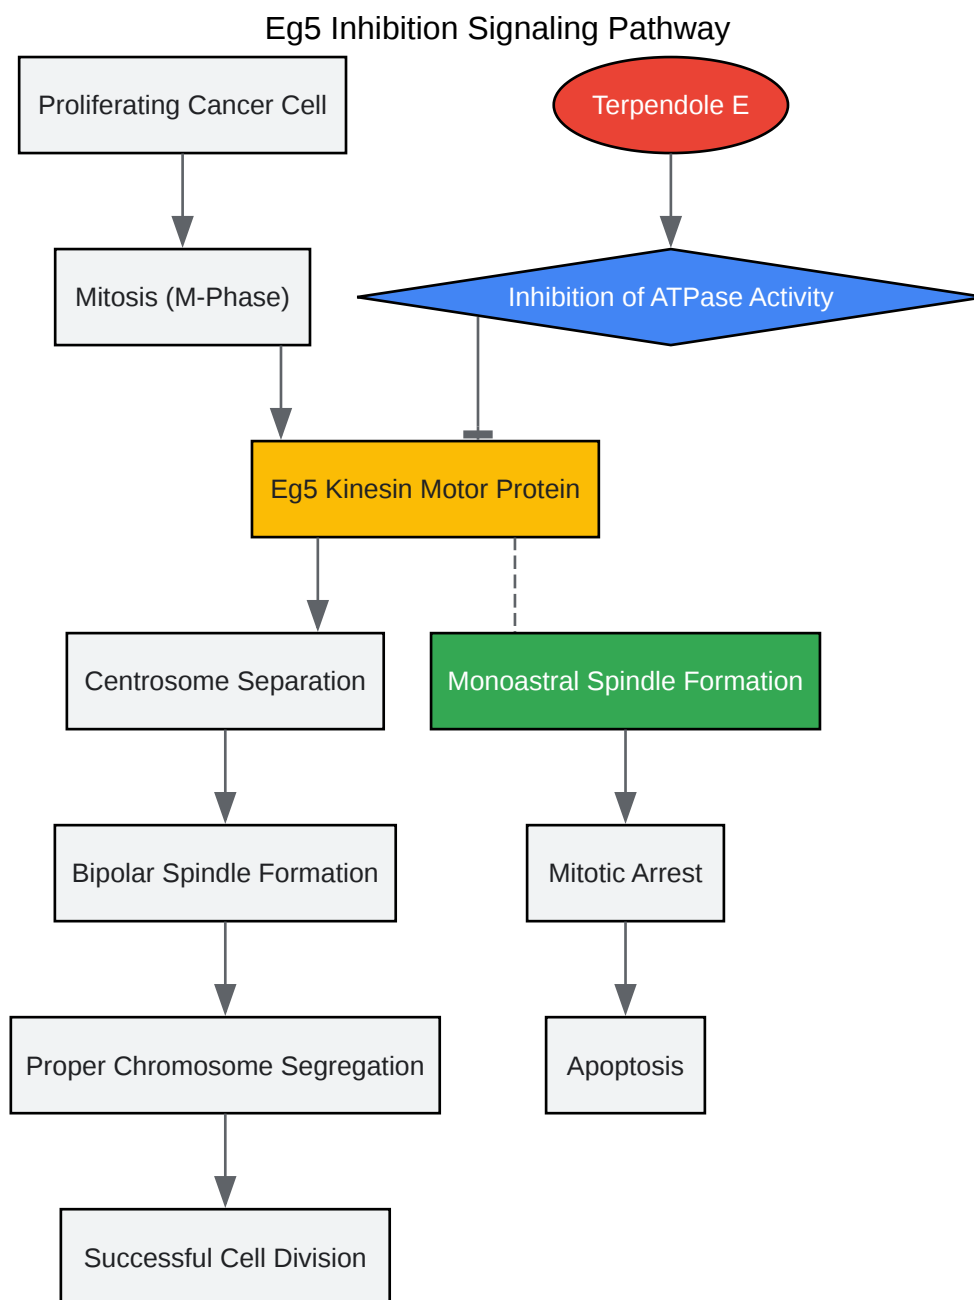 Eg5 Inhibition Signaling Pathway
Proliferating Cancer Cell
Terpendole E
Mitosis (M-Phase)
Inhibition of ATPase Activity
Eg5 Kinesin Motor Protein
Centrosome Separation
Monoastral Spindle Formation
Bipolar Spindle Formation
Mitotic Arrest
Proper Chromosome Segregation
Apoptosis
Successful Cell Division